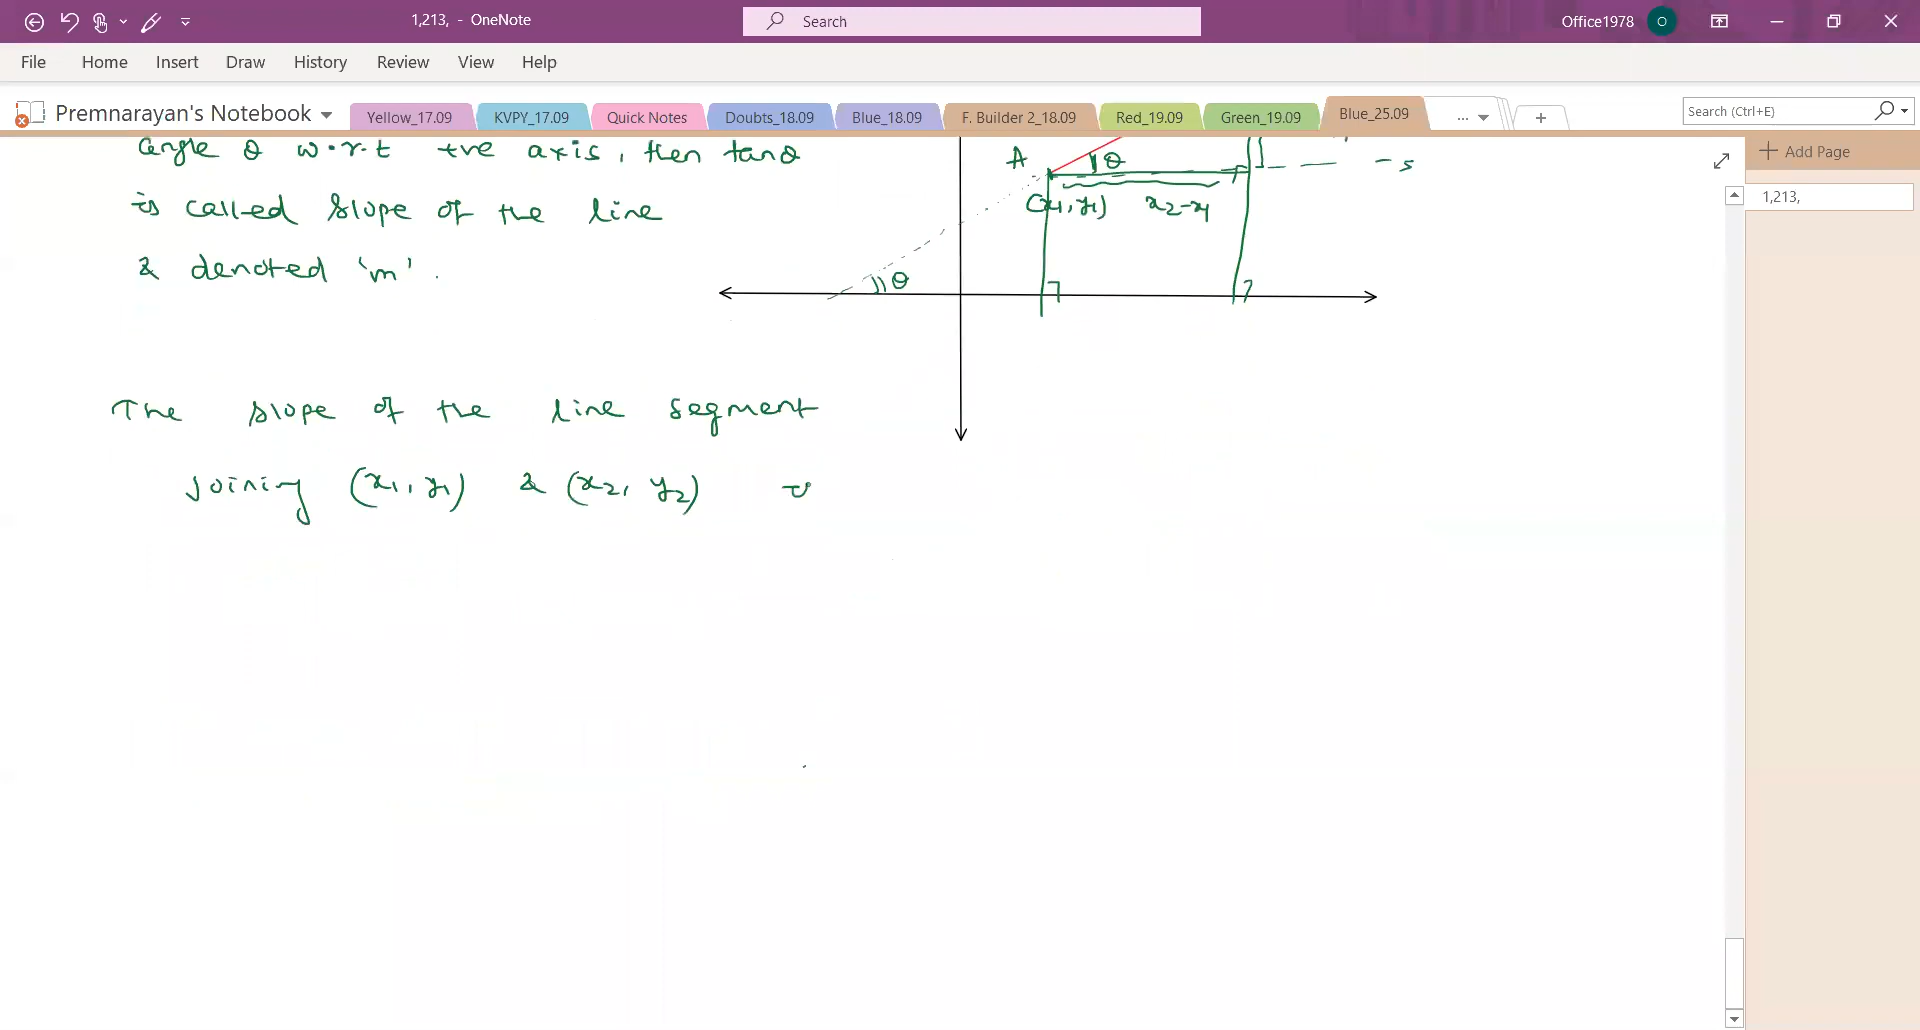 1,213, - OneNote
Search
Office1978
O
File Home Insert Draw History Review View Help
Premnarayan's Notebook
Yellow_17.09
KVPY_17.09
Quick Notes
Doubts_18.09
Blue_18.09
F. Builder 2_18.09
Red_19.09
Green_19.09
Blue_25.09
...
Search (Ctrl+E)
Add Page
1,213,
angle θ w.r.t +ve axis, then tanθ
is called slope of the line
& denoted 'm'.
A
θ
(x1, y1)
x2-x1
θ
The slope of the line segment
joining (x1, y1) & (x2, y2)